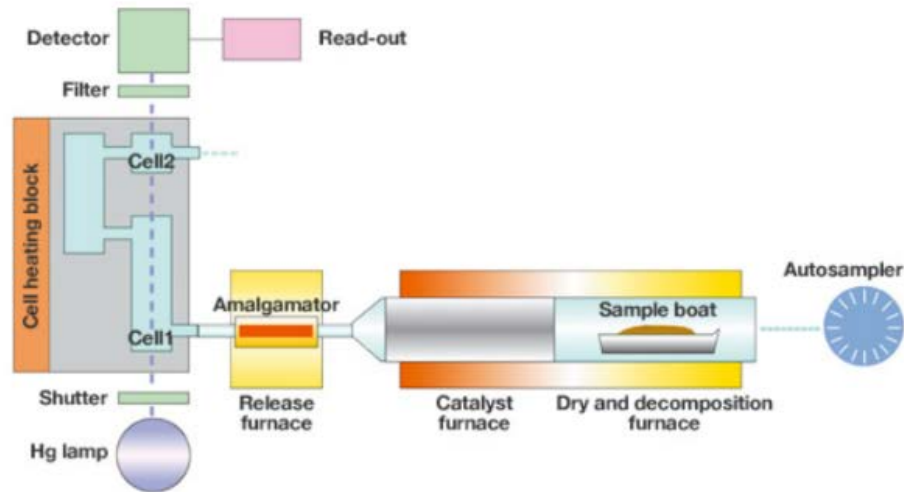 Detector
Read-out
Filter
Cell2
Cell heating block
Cell1
Amalgamator
Sample boat
Autosampler
Shutter
Release
furnace
Catalyst
furnace
Dry and decomposition
furnace
Hg lamp